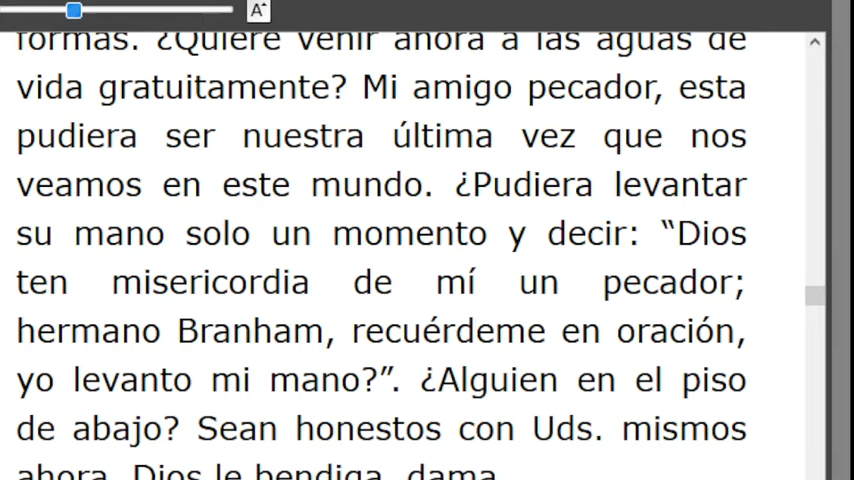 A
formas. ¿Quiere venir ahora a las aguas de
vida gratuitamente? Mi amigo pecador, esta
pudiera ser nuestra última vez que nos
veamos en este mundo. ¿Pudiera levantar
su mano solo un momento y decir: “Dios
ten misericordia de mí un pecador;
hermano Branham, recuérdeme en oración,
yo levanto mi mano?”. ¿Alguien en el piso
de abajo? Sean honestos con Uds. mismos
ahora. Dios le bendiga, dama.